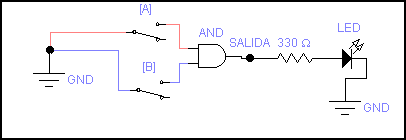 [A]
AND
LED
SALIDA 330 Ω
[B]
GND
GND